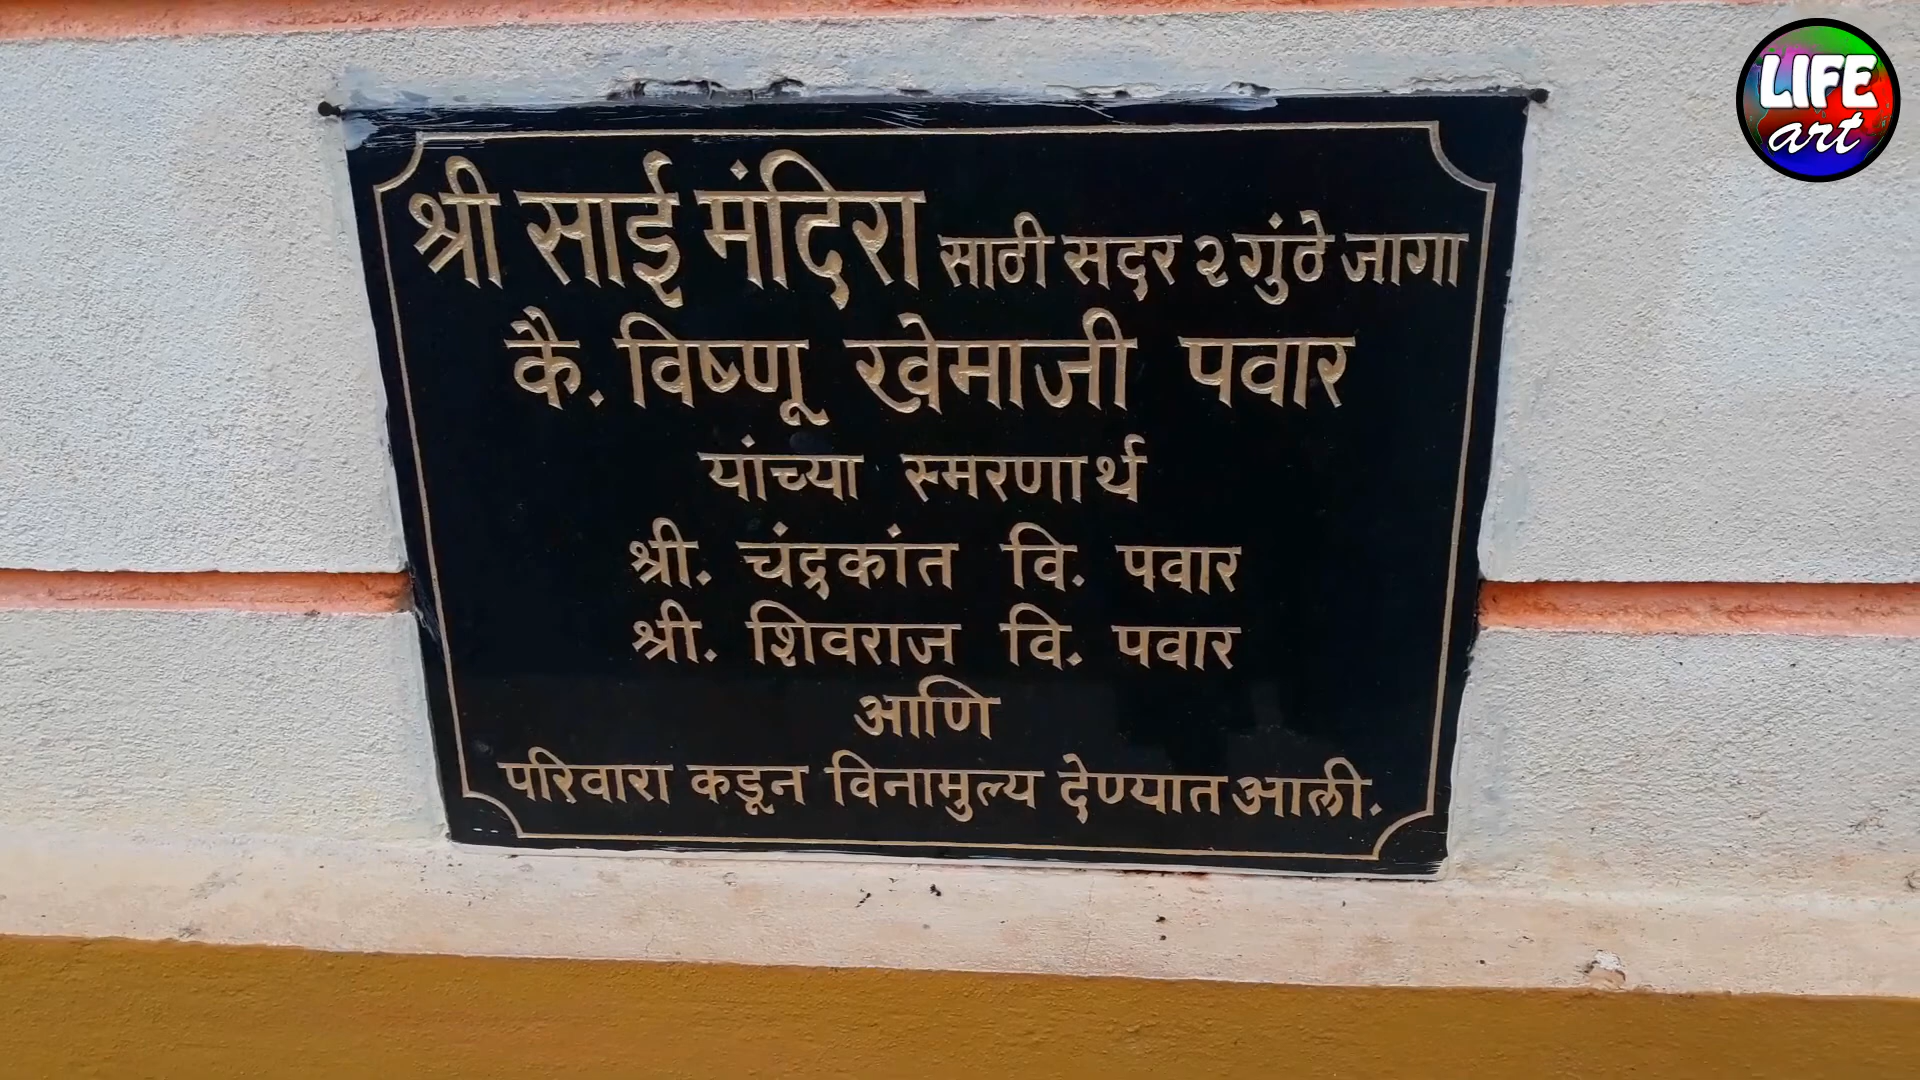 श्री साई मंदिरा साठी सदर २ गुंठे जागा
कै. विष्णू खेमाजी पवार
यांच्या स्मरणार्थ
श्री. चंद्रकांत वि. पवार
श्री. शिवराज वि. पवार
आणि
परिवारा कडून विनामुल्य देण्यात आली.
LIFE
art